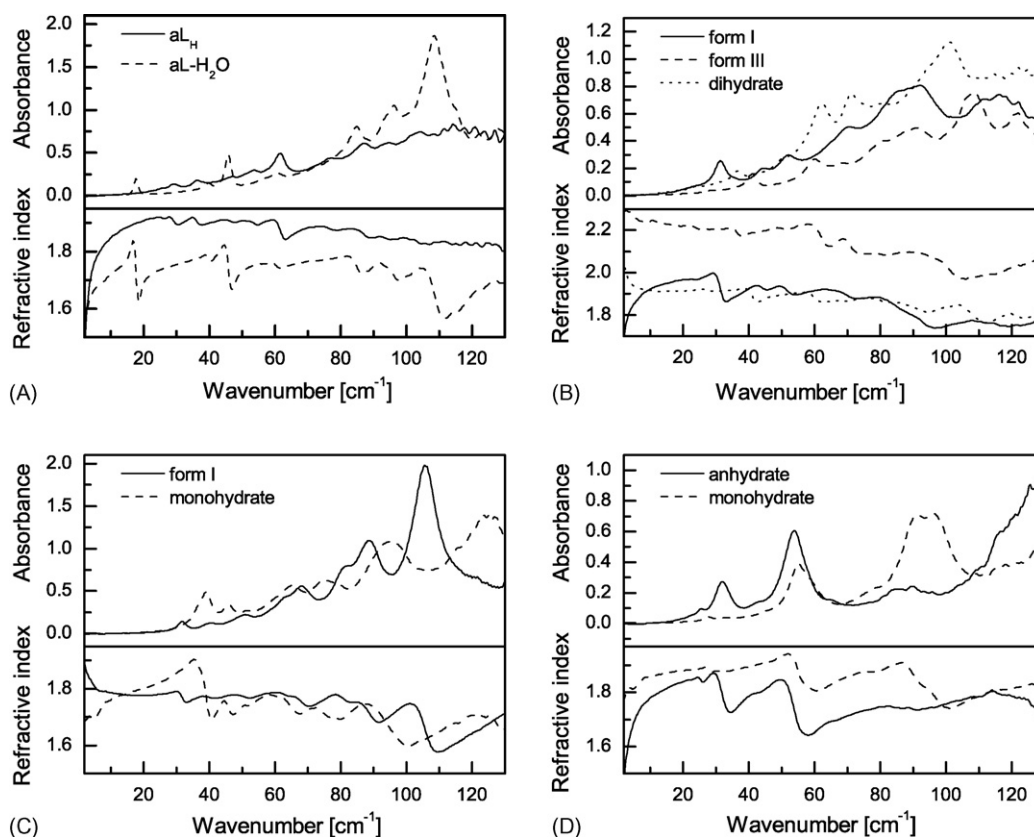 aL_H
aL-H₂O
Absorbance
2.0
1.5
1.0
0.5
0.0
Refractive index
1.8
1.6
20 40 60 80 100 120
Wavenumber [cm⁻¹]
(A)
form I
form III
dihydrate
Absorbance
1.2
1.0
0.8
0.6
0.4
0.2
0.0
Refractive index
2.2
2.0
1.8
20 40 60 80 100 120
Wavenumber [cm⁻¹]
(B)
form I
monohydrate
Absorbance
2.0
1.5
1.0
0.5
0.0
Refractive index
1.8
1.6
20 40 60 80 100 120
Wavenumber [cm⁻¹]
(C)
anhydrate
monohydrate
Absorbance
1.0
0.8
0.6
0.4
0.2
0.0
Refractive index
1.8
1.6
20 40 60 80 100 120
Wavenumber [cm⁻¹]
(D)